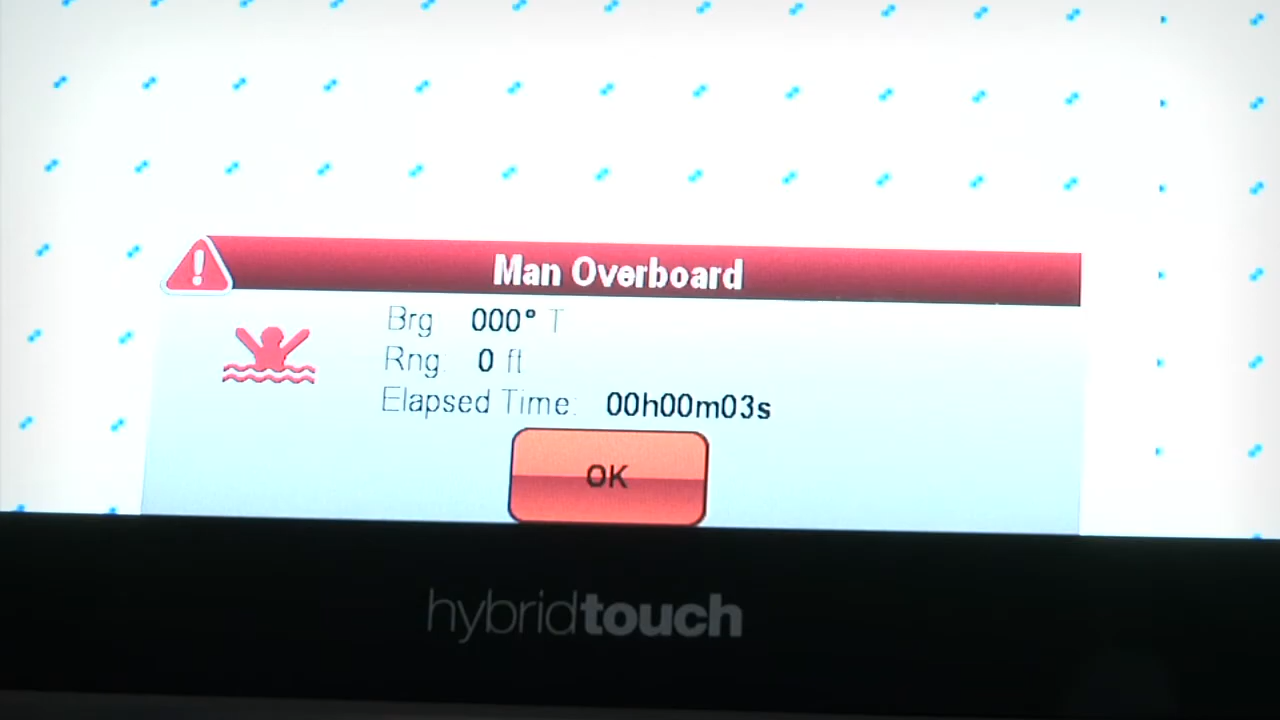 Man Overboard
Brg 000° T
Rng 0 ft
Elapsed Time: 00h00m03s
OK
hybridtouch